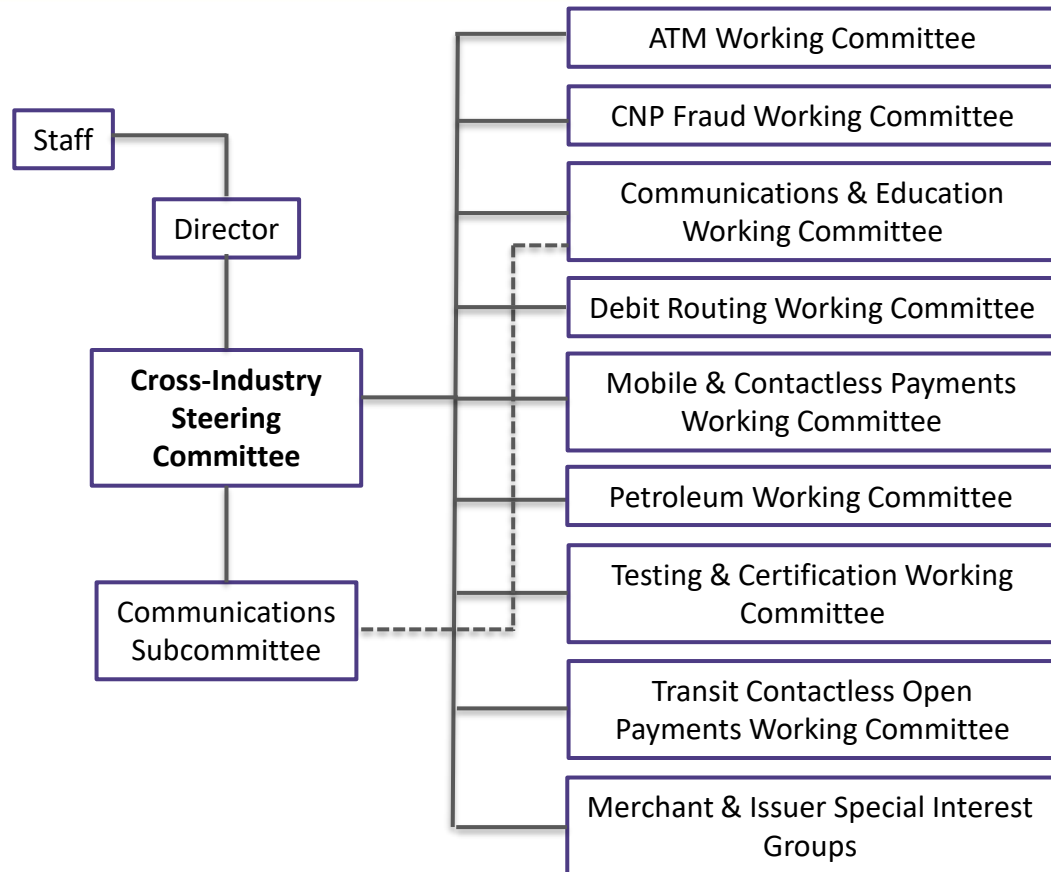 Staff
Director
Cross-Industry
Steering
Committee
Communications
Subcommittee
ATM Working Committee
CNP Fraud Working Committee
Communications & Education
Working Committee
Debit Routing Working Committee
Mobile & Contactless Payments
Working Committee
Petroleum Working Committee
Testing & Certification Working
Committee
Transit Contactless Open
Payments Working Committee
Merchant & Issuer Special Interest
Groups